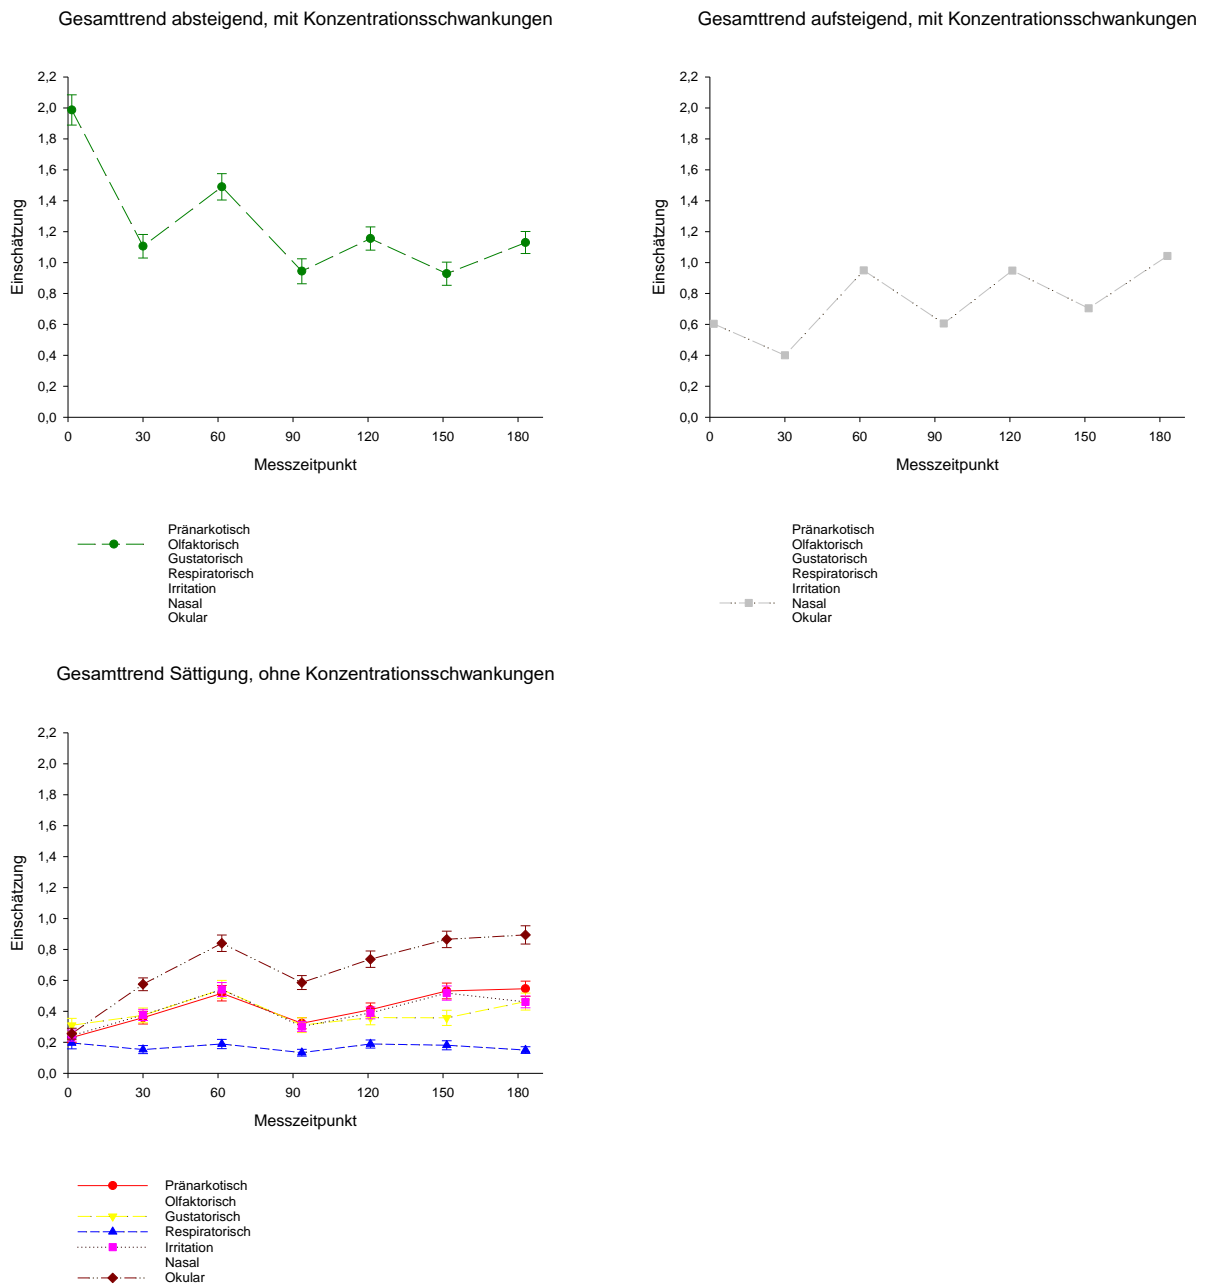 Gesamttrend absteigend, mit Konzentrationsschwankungen
2,2
2,0
1,8
1,6
1,4
1,2
1,0
0,8
0,6
0,4
0,2
0,0
Einschätzung
0 30 60 90 120 150 180
Messzeitpunkt
Pränarkotisch
Olfaktorisch
Gustatorisch
Respiratorisch
Irritation
Nasal
Okular
Gesamttrend aufsteigend, mit Konzentrationsschwankungen
2,2
2,0
1,8
1,6
1,4
1,2
1,0
0,8
0,6
0,4
0,2
0,0
Einschätzung
0 30 60 90 120 150 180
Messzeitpunkt
Pränarkotisch
Olfaktorisch
Gustatorisch
Respiratorisch
Irritation
Nasal
Okular
Gesamttrend Sättigung, ohne Konzentrationsschwankungen
2,2
2,0
1,8
1,6
1,4
1,2
1,0
0,8
0,6
0,4
0,2
0,0
Einschätzung
0 30 60 90 120 150 180
Messzeitpunkt
Pränarkotisch
Olfaktorisch
Gustatorisch
Respiratorisch
Irritation
Nasal
Okular